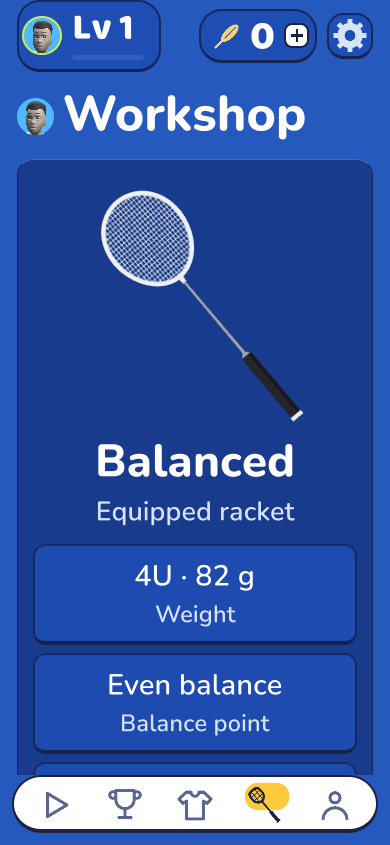 Lv 1
0
Workshop
Balanced
Equipped racket
4U · 82 g
Weight
Even balance
Balance point